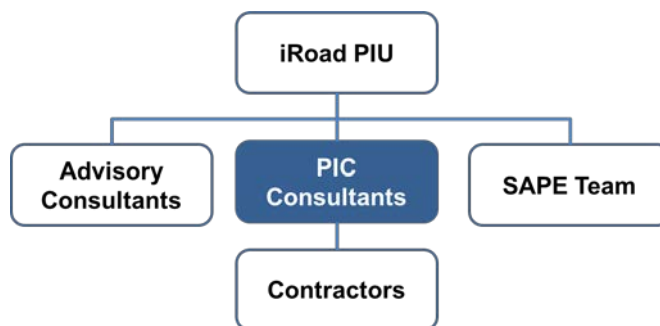 iRoad PIU
Advisory
Consultants
PIC
Consultants
SAPE Team
Contractors